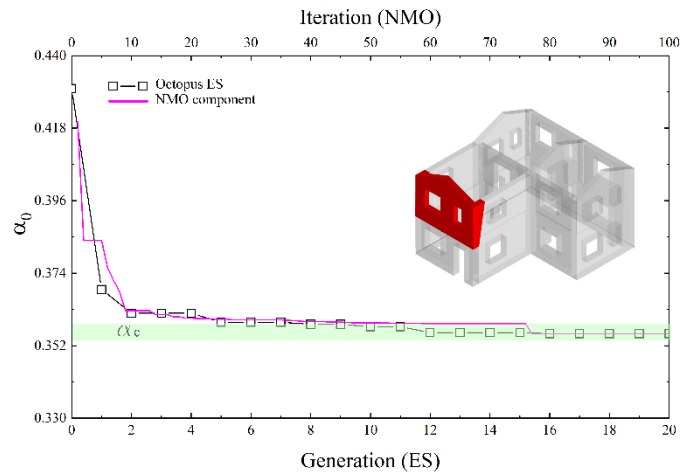 Iteration (NMO)
0 10 20 30 40 50 60 70 80 90 100
0.440
Octopus ES
NMO component
0.418
0.396
α0
0.374
0.352
αc
0.330
0 2 4 6 8 10 12 14 16 18 20
Generation (ES)